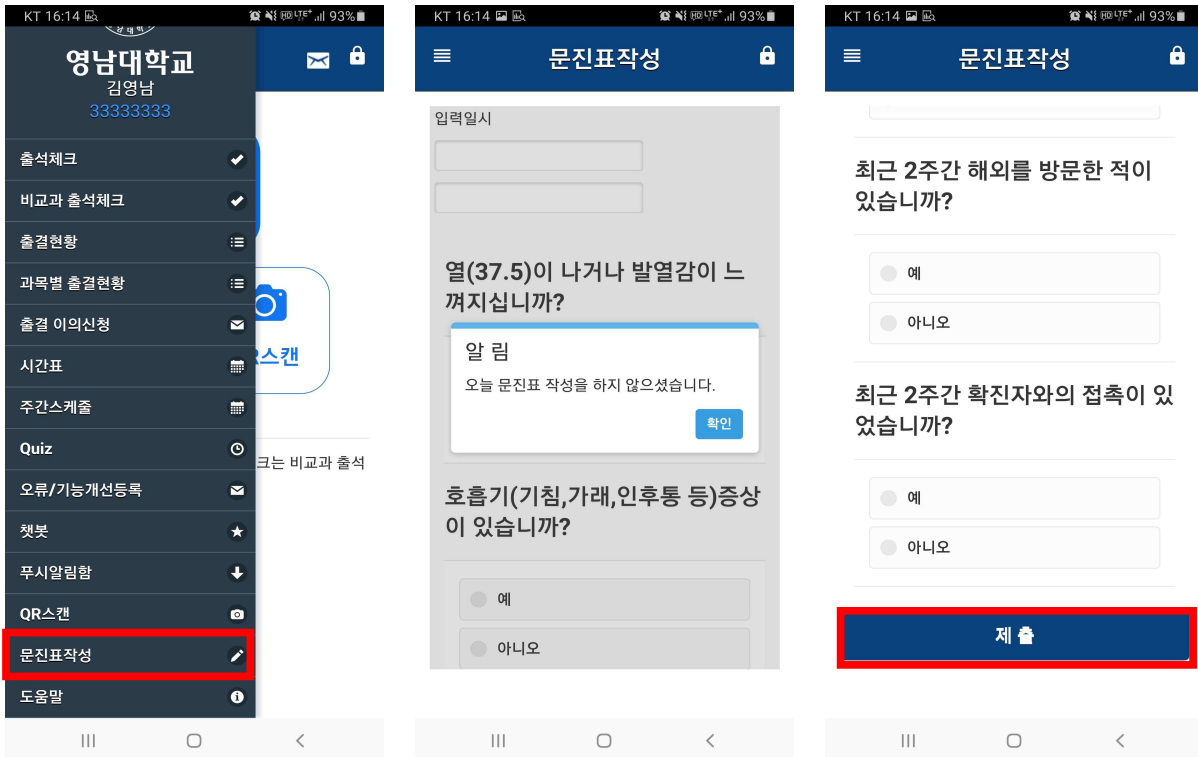 KT 16:14
LTE+ 93%
영남대학교
김영남
33333333
출석체크
비교과 출석체크
출결현황
과목별 출결현황
출결 이의신청
시간표
주간스케줄
Quiz
오류/기능개선등록
챗봇
푸시알림함
QR스캔
문진표작성
도움말
스캔
크는 비교과 출석
KT 16:14
LTE+ 93%
문진표작성
입력일시
열(37.5)이 나거나 발열감이 느
껴지십니까?
알 림
오늘 문진표 작성을 하지 않으셨습니다.
확인
호흡기(기침,가래,인후통 등)증상
이 있습니까?
예
아니오
KT 16:14
LTE+ 93%
문진표작성
최근 2주간 해외를 방문한 적이
있습니까?
예
아니오
최근 2주간 확진자와의 접촉이 있
었습니까?
예
아니오
제 출